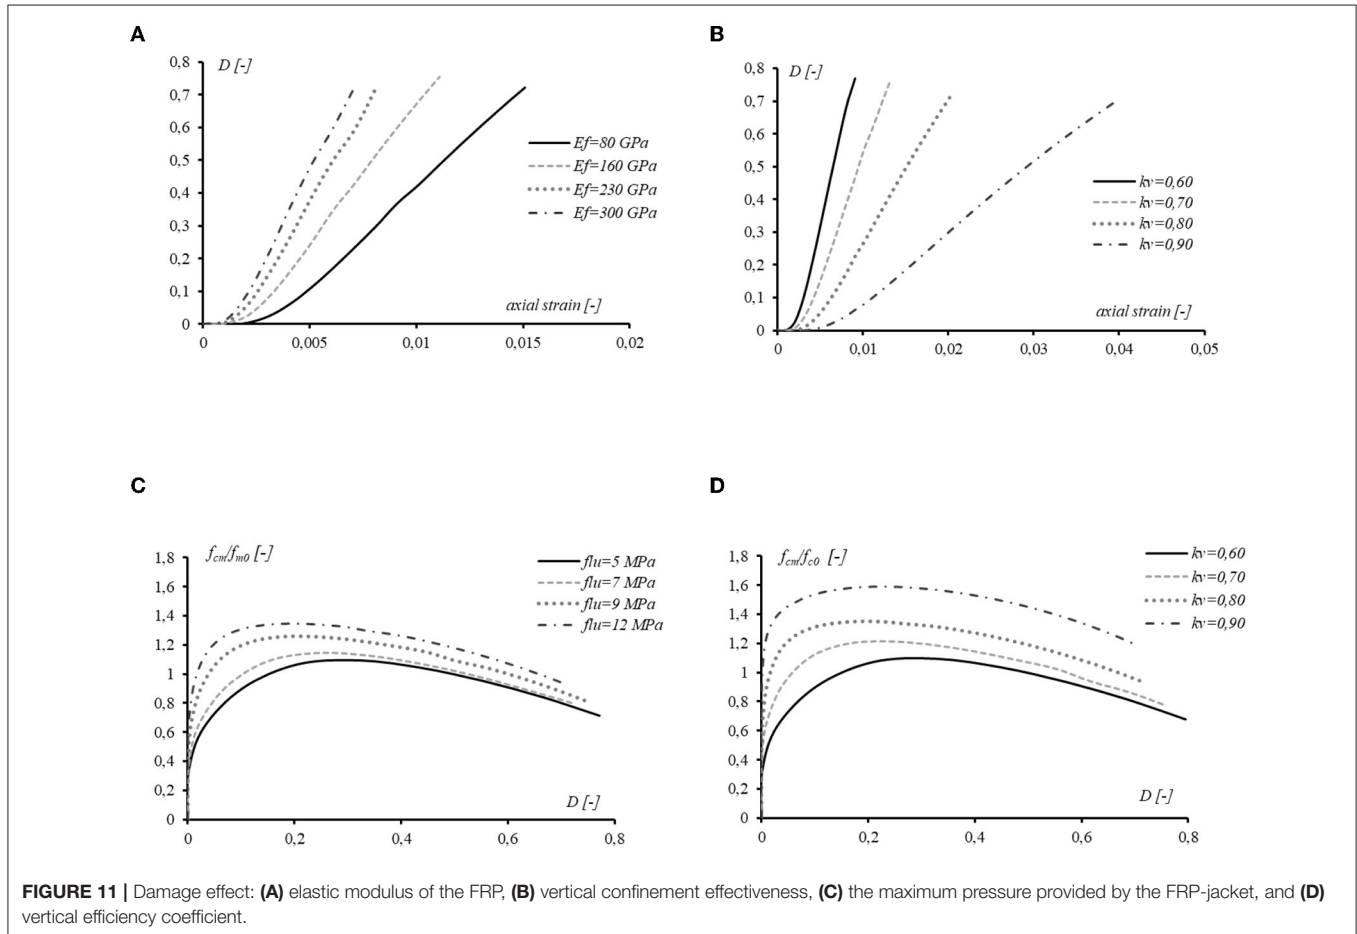 A
D [-]
0,8
0,7
0,6
0,5
0,4
0,3
0,2
0,1
0
Ef=80 GPa
Ef=160 GPa
Ef=230 GPa
Ef=300 GPa
axial strain [-]
0 0,005 0,01 0,015 0,02
B
D [-]
0,8
0,7
0,6
0,5
0,4
0,3
0,2
0,1
0
kv=0,60
kv=0,70
kv=0,80
kv=0,90
axial strain [-]
0 0,01 0,02 0,03 0,04 0,05
C
fcm/fm0 [-]
1,8
1,6
1,4
1,2
1
0,8
0,6
0,4
0,2
0
flu=5 MPa
flu=7 MPa
flu=9 MPa
flu=12 MPa
D [-]
0 0,2 0,4 0,6 0,8
D
fcm/fc0 [-]
1,8
1,6
1,4
1,2
1
0,8
0,6
0,4
0,2
0
kv=0,60
kv=0,70
kv=0,80
kv=0,90
D [-]
0 0,2 0,4 0,6 0,8
FIGURE 11 | Damage effect: (A) elastic modulus of the FRP, (B) vertical confinement effectiveness, (C) the maximum pressure provided by the FRP-jacket, and (D)
vertical efficiency coefficient.